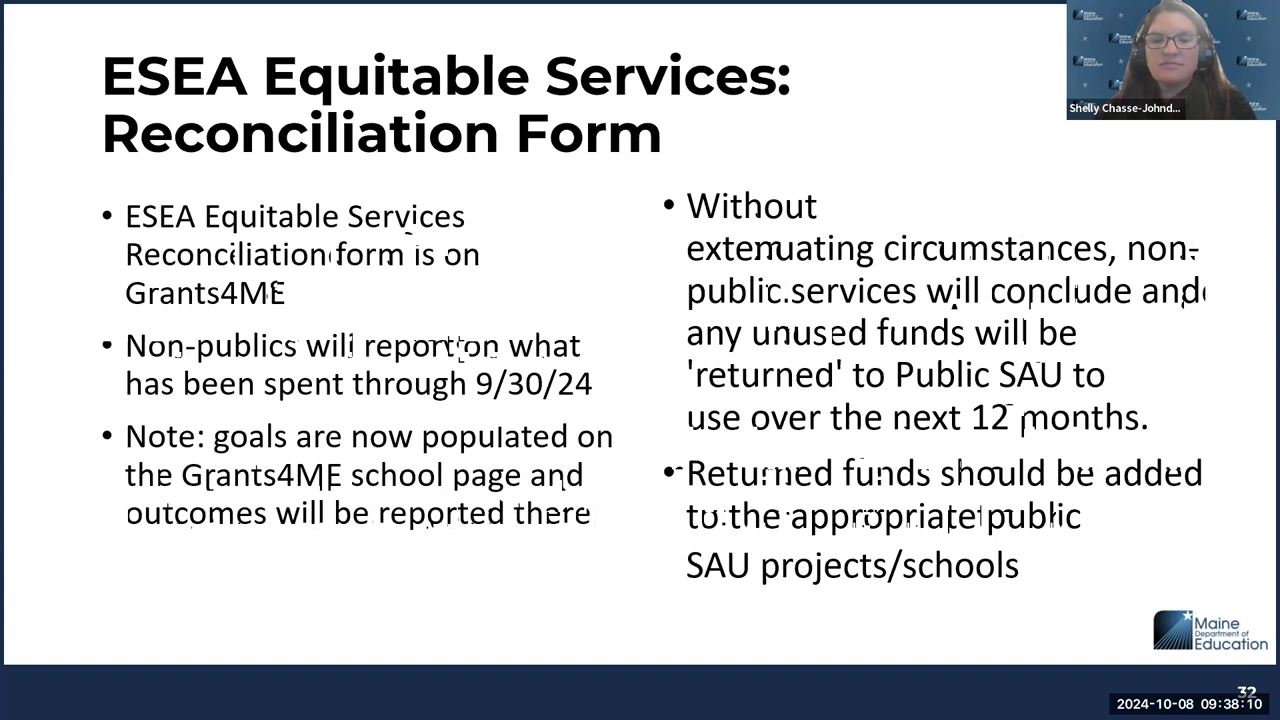 ESEA Equitable Services:
Reconciliation Form
• ESEA Equitable Services
Reconciliation form is on
Grants4ME
• Non-publics will report on what
has been spent through 9/30/24
• Note: goals are now populated on
the Grants4ME school page and
outcomes will be reported there
• Without
extenuating circumstances, non-
public services will conclude and
any unused funds will be
'returned' to Public SAU to
use over the next 12 months.
• Returned funds should be added
to the appropriate public
SAU projects/schools
Shelly Chasse-Johnd...
Maine
Department of
Education
32
2024-10-08 09:38:10